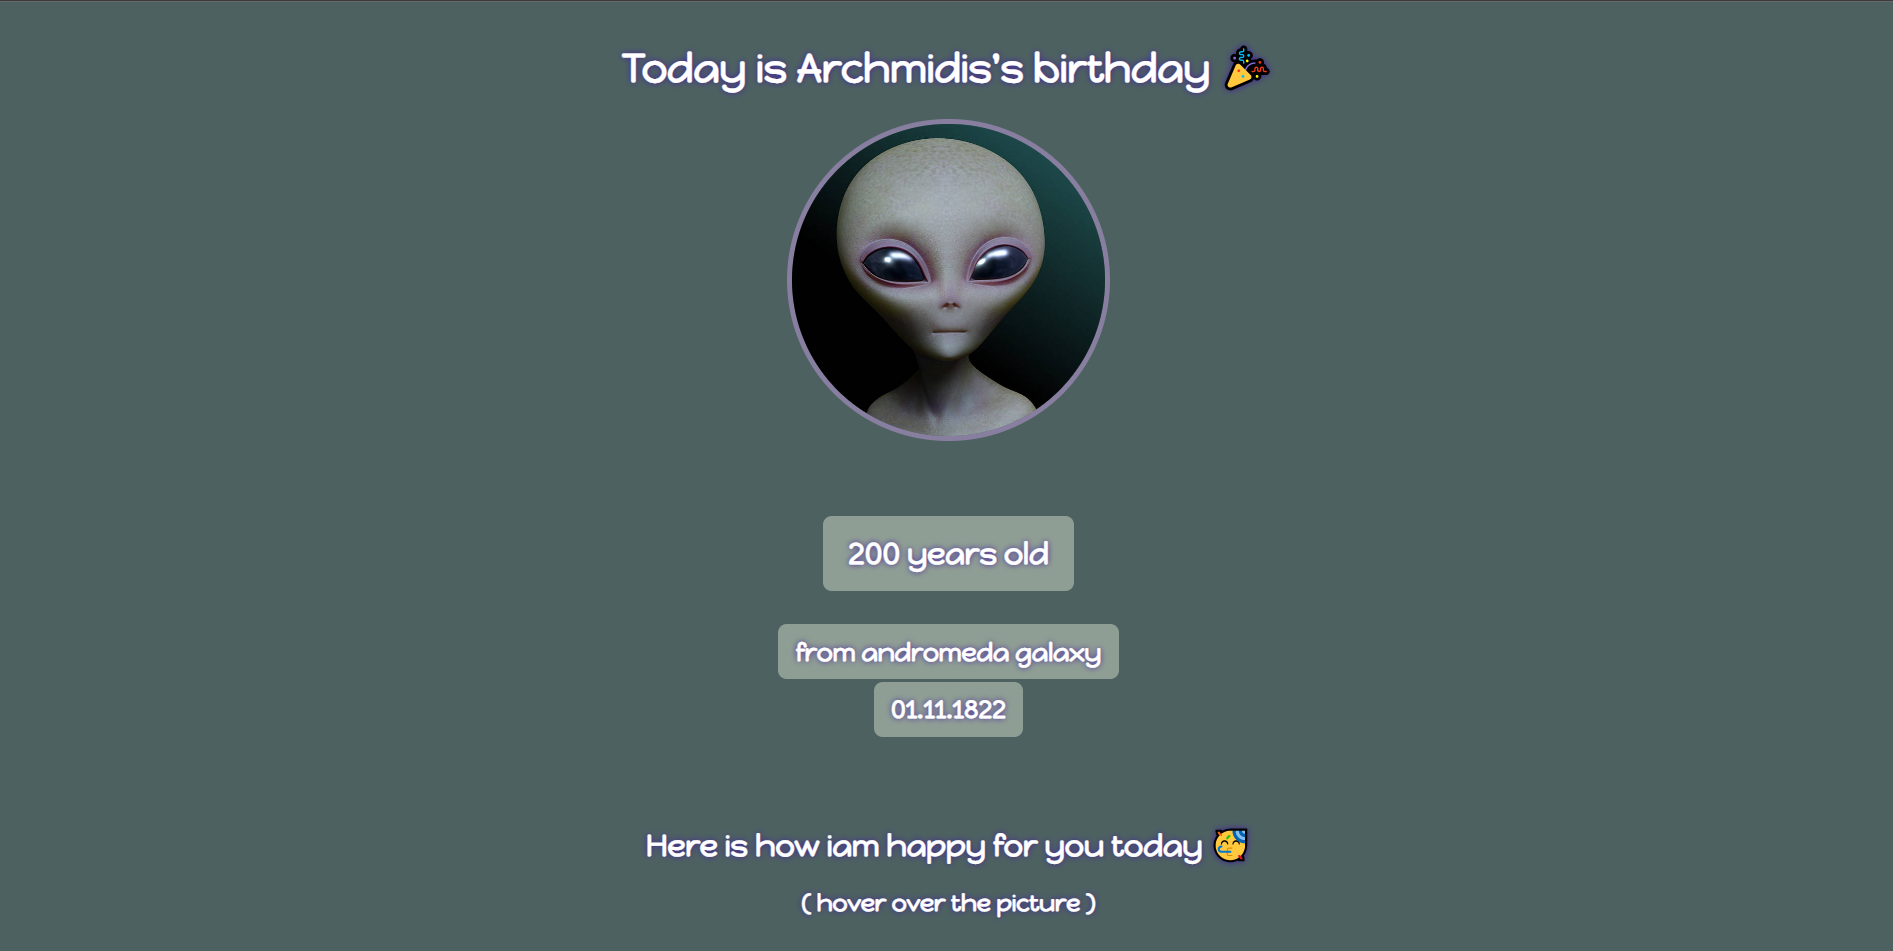 Today is Archmidis's birthday 🎉
200 years old
from andromeda galaxy
01.11.1822
Here is how iam happy for you today 🥳
( hover over the picture )